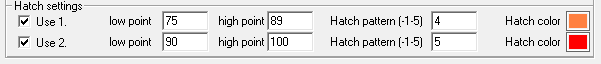 Hatch settings
Use 1. low point 75 high point 89 Hatch pattern (-1-5) 4 Hatch color
Use 2. low point 90 high point 100 Hatch pattern (-1-5) 5 Hatch color